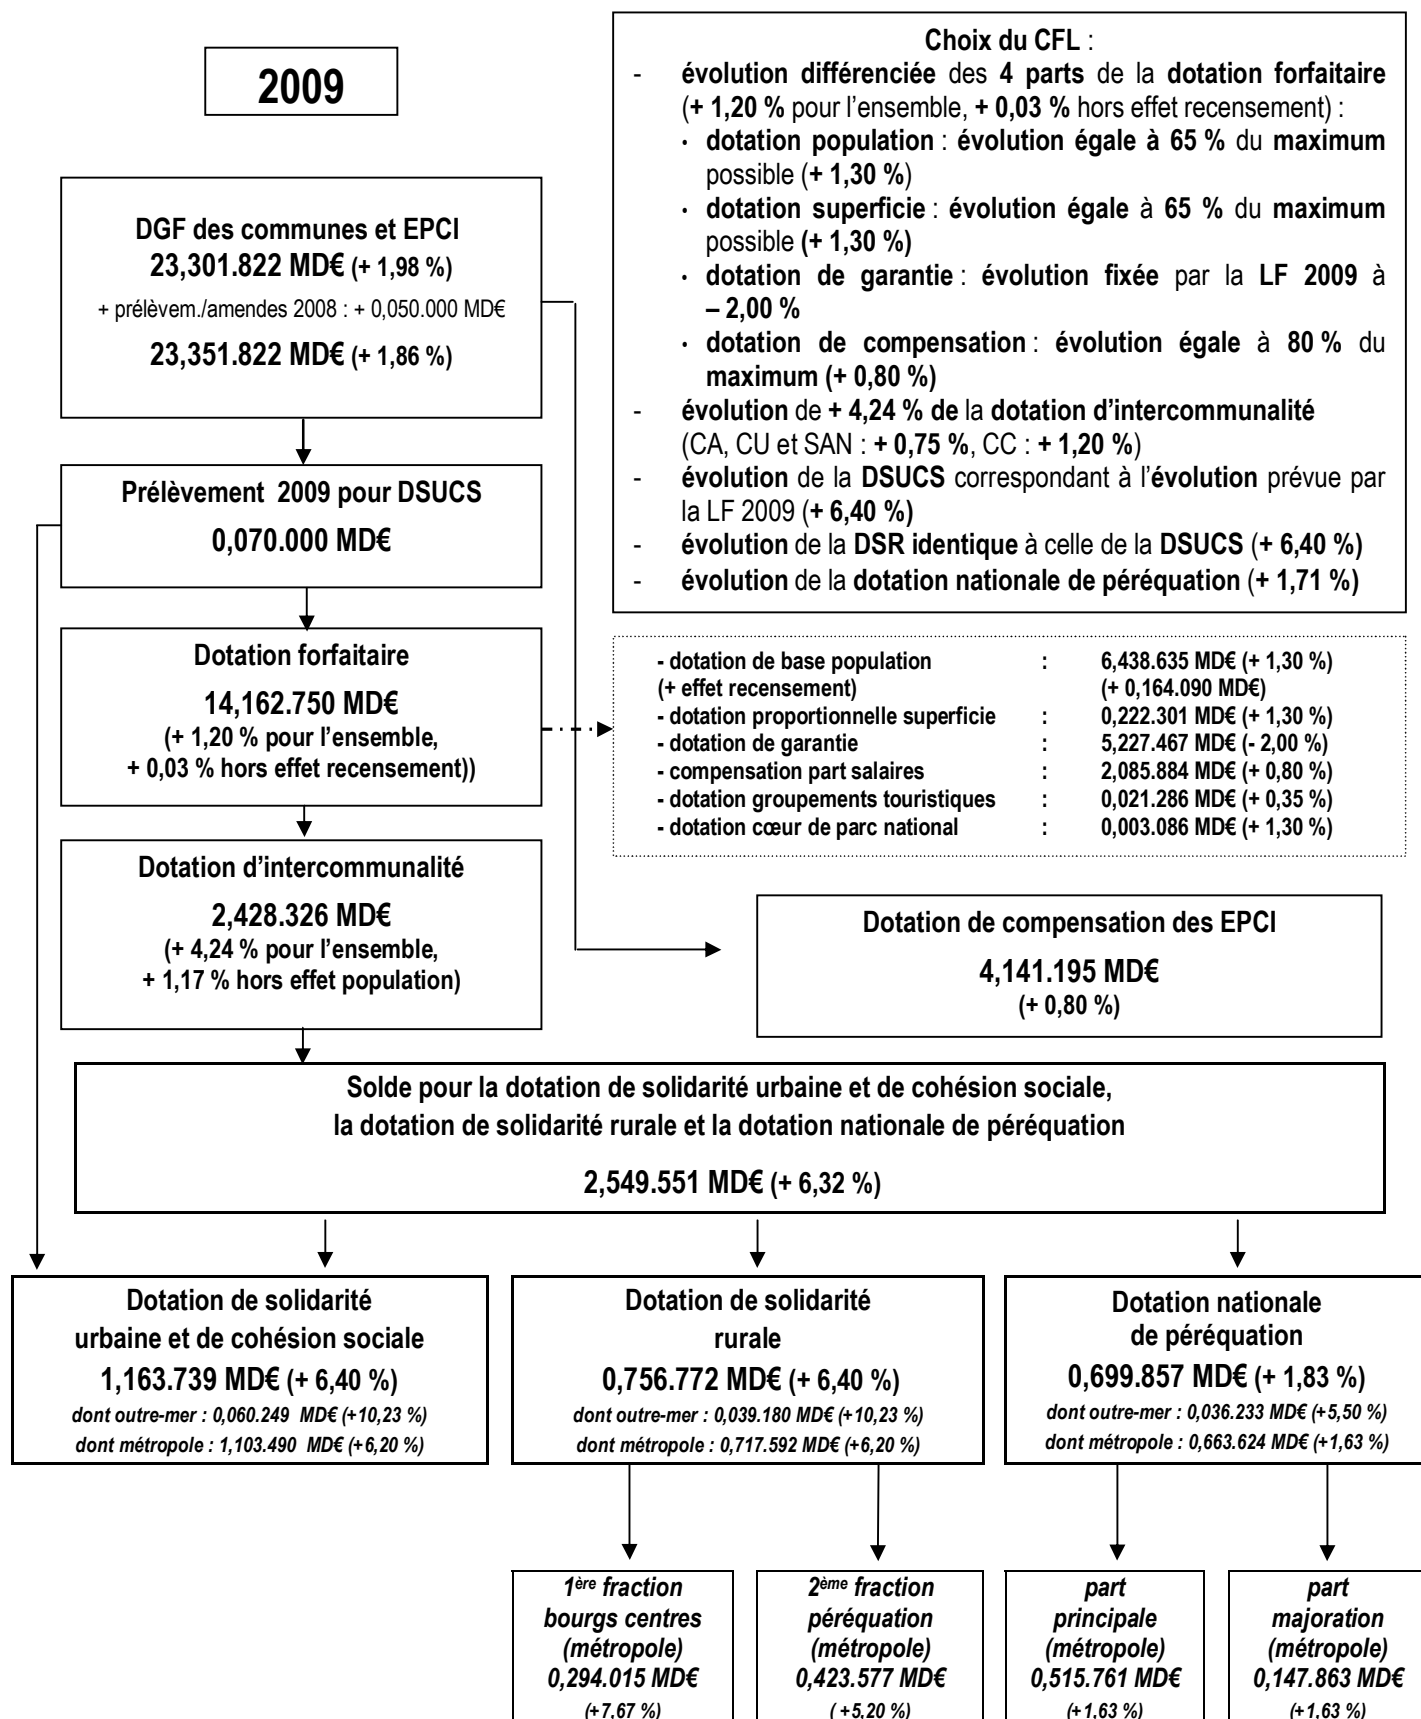 2009
Choix du CFL :
- évolution différenciée des 4 parts de la dotation forfaitaire
(+ 1,20 % pour l’ensemble, + 0,03 % hors effet recensement) :
• dotation population : évolution égale à 65 % du maximum
possible (+ 1,30 %)
• dotation superficie : évolution égale à 65 % du maximum
possible (+ 1,30 %)
• dotation de garantie : évolution fixée par la LF 2009 à
– 2,00 %
• dotation de compensation : évolution égale à 80 % du
maximum (+ 0,80 %)
- évolution de + 4,24 % de la dotation d’intercommunalité
(CA, CU et SAN : + 0,75 %, CC : + 1,20 %)
- évolution de la DSUCS correspondant à l’évolution prévue par
la LF 2009 (+ 6,40 %)
- évolution de la DSR identique à celle de la DSUCS (+ 6,40 %)
- évolution de la dotation nationale de péréquation (+ 1,71 %)
DGF des communes et EPCI
23,301.822 MD€ (+ 1,98 %)
+ prélèvem./amendes 2008 : + 0,050.000 MD€
23,351.822 MD€ (+ 1,86 %)
Prélèvement 2009 pour DSUCS
0,070.000 MD€
Dotation forfaitaire
14,162.750 MD€
(+ 1,20 % pour l’ensemble,
+ 0,03 % hors effet recensement))
- dotation de base population : 6,438.635 MD€ (+ 1,30 %)
(+ effet recensement) (+ 0,164.090 MD€)
- dotation proportionnelle superficie : 0,222.301 MD€ (+ 1,30 %)
- dotation de garantie : 5,227.467 MD€ (- 2,00 %)
- compensation part salaires : 2,085.884 MD€ (+ 0,80 %)
- dotation groupements touristiques : 0,021.286 MD€ (+ 0,35 %)
- dotation cœur de parc national : 0,003.086 MD€ (+ 1,30 %)
Dotation d’intercommunalité
2,428.326 MD€
(+ 4,24 % pour l’ensemble,
+ 1,17 % hors effet population)
Dotation de compensation des EPCI
4,141.195 MD€
(+ 0,80 %)
Solde pour la dotation de solidarité urbaine et de cohésion sociale,
la dotation de solidarité rurale et la dotation nationale de péréquation
2,549.551 MD€ (+ 6,32 %)
Dotation de solidarité
urbaine et de cohésion sociale
1,163.739 MD€ (+ 6,40 %)
dont outre-mer : 0,060.249 MD€ (+10,23 %)
dont métropole : 1,103.490 MD€ (+6,20 %)
Dotation de solidarité
rurale
0,756.772 MD€ (+ 6,40 %)
dont outre-mer : 0,039.180 MD€ (+10,23 %)
dont métropole : 0,717.592 MD€ (+6,20 %)
Dotation nationale
de péréquation
0,699.857 MD€ (+ 1,83 %)
dont outre-mer : 0,036.233 MD€ (+5,50 %)
dont métropole : 0,663.624 MD€ (+1,63 %)
1ère fraction
bourgs centres
(métropole)
0,294.015 MD€
(+7,67 %)
2ème fraction
péréquation
(métropole)
0,423.577 MD€
( +5,20 %)
part
principale
(métropole)
0,515.761 MD€
(+1,63 %)
part
majoration
(métropole)
0,147.863 MD€
(+1,63 %)